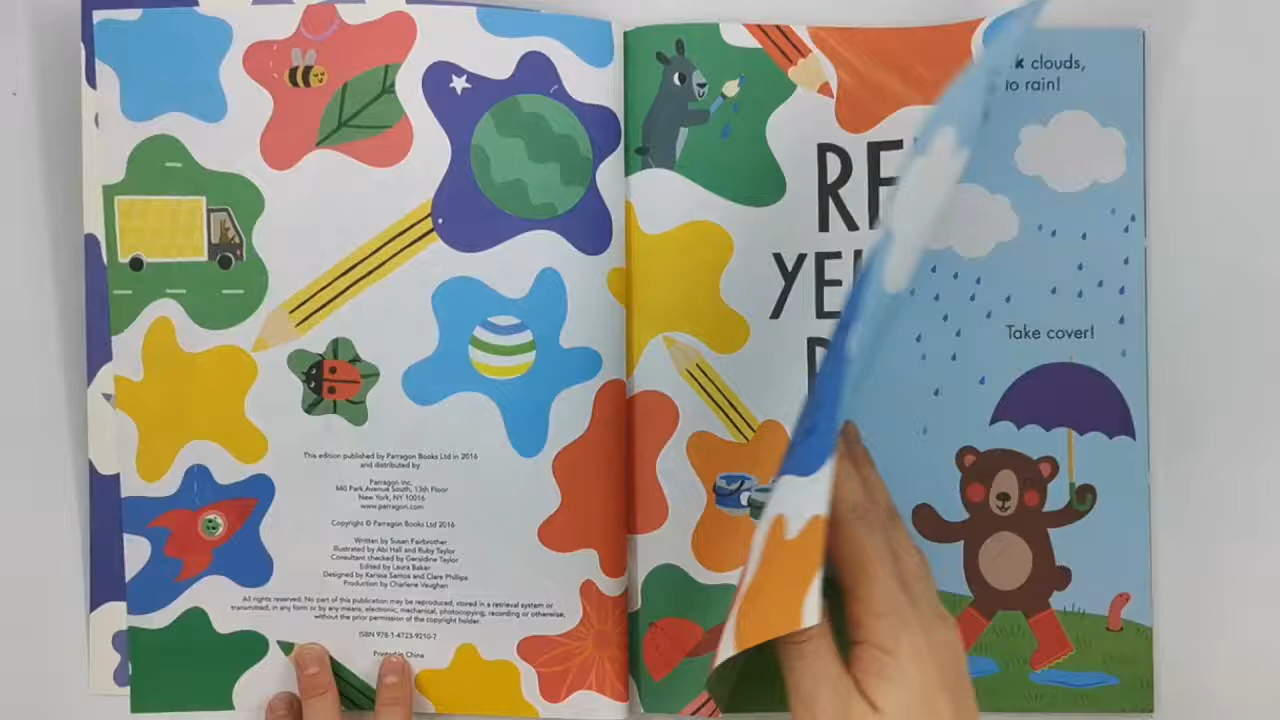 This edition published by Parragon Books Ltd in 2016
and distributed by
Parragon Inc.
440 Park Avenue South, 13th Floor
New York, NY 10016
www.parragon.com
Copyright © Parragon Books Ltd 2016
Written by Susan Fairbrother
Illustrated by Abi Hall and Ruby Taylor
Consultant checked by Geraldine Taylor
Edited by Laura Baker
Designed by Karissa Santos and Clare Phillips
Production by Charlene Vaughan
All rights reserved. No part of this publication may be reproduced, stored in a retrieval system or
transmitted, in any form or by any means, electronic, mechanical, photocopying, recording or otherwise,
without the prior permission of the copyright holder.
ISBN 978-1-4723-9210-7
Printed in China
RE
YE
clouds,
to rain!
Take cover!